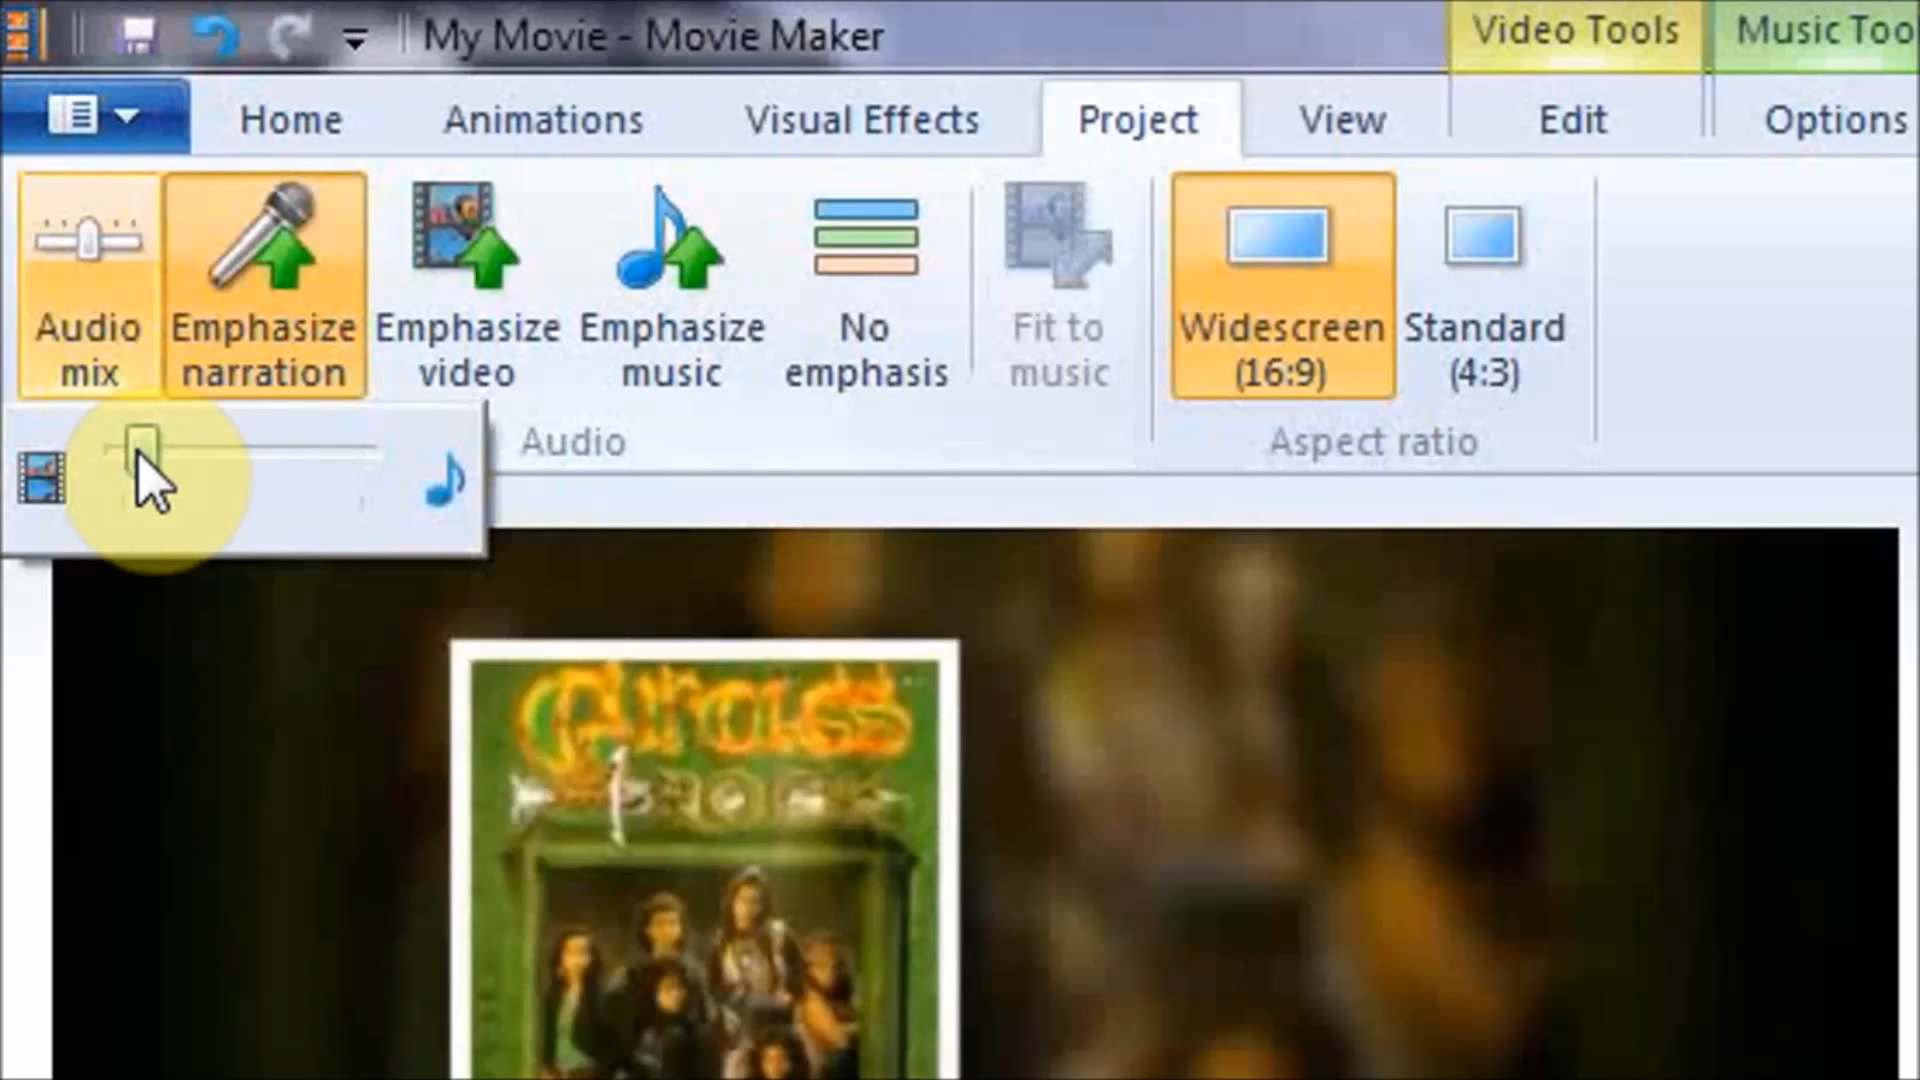 My Movie - Movie Maker
Video Tools
Music Too
Home
Animations
Visual Effects
Project
View
Edit
Options
Audio
mix
Emphasize
narration
Emphasize
video
Emphasize
music
No
emphasis
Fit to
music
Widescreen
(16:9)
Standard
(4:3)
Audio
Aspect ratio